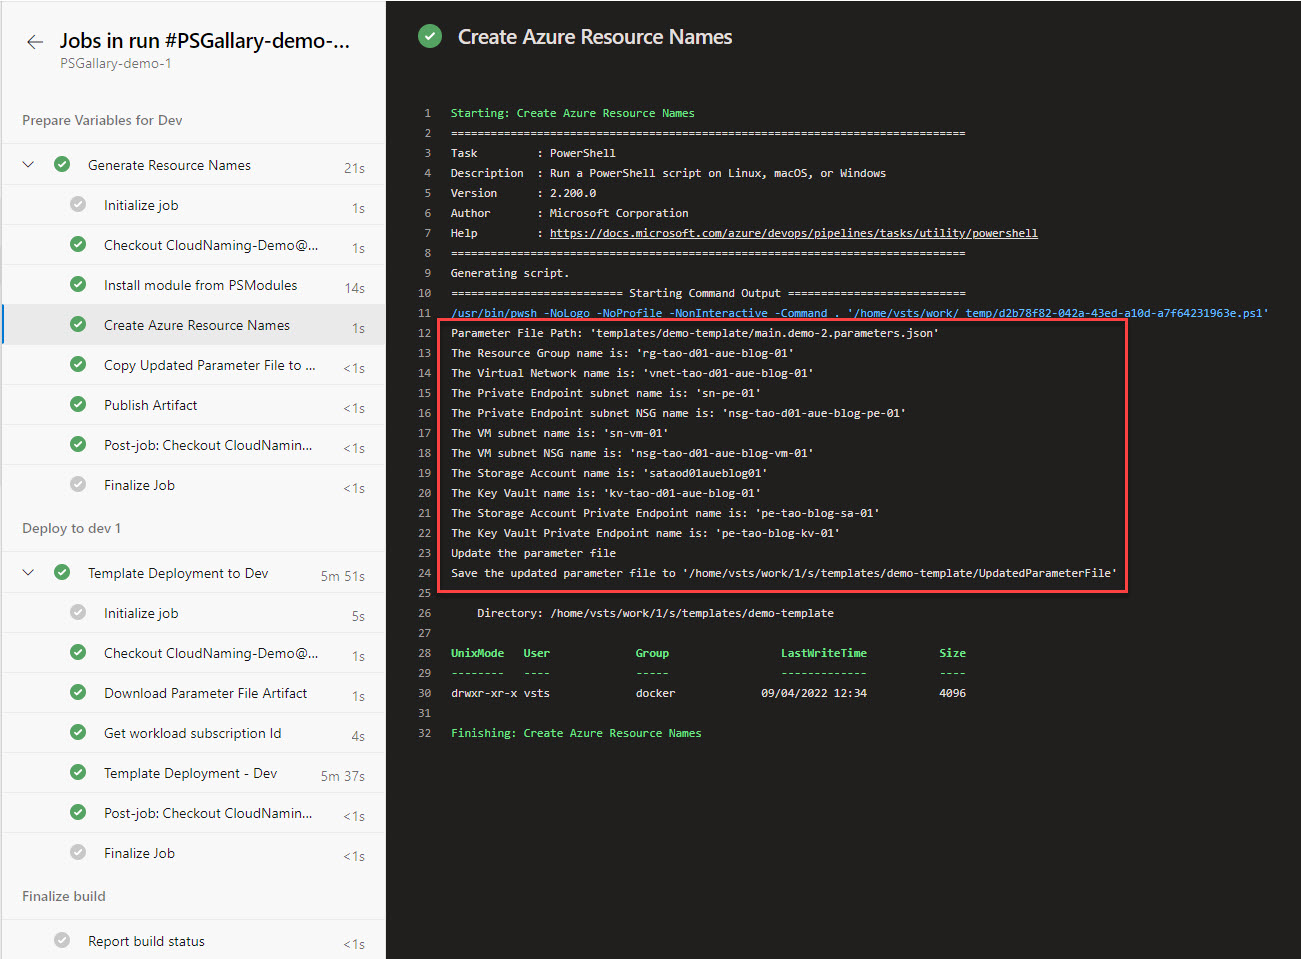 Jobs in run #PSGallary-demo-...
PSGallary-demo-1
Prepare Variables for Dev
Generate Resource Names 21s
Initialize job 1s
Checkout CloudNaming-Demo@... 1s
Install module from PSModules 14s
Create Azure Resource Names 1s
Copy Updated Parameter File to ... <1s
Publish Artifact <1s
Post-job: Checkout CloudNamin... <1s
Finalize Job <1s
Deploy to dev 1
Template Deployment to Dev 5m 51s
Initialize job 5s
Checkout CloudNaming-Demo@... 1s
Download Parameter File Artifact 1s
Get workload subscription Id 4s
Template Deployment - Dev 5m 37s
Post-job: Checkout CloudNamin... <1s
Finalize Job <1s
Finalize build
Report build status <1s
Create Azure Resource Names
1 Starting: Create Azure Resource Names
2 ==============================================================================
3 Task         : PowerShell
4 Description  : Run a PowerShell script on Linux, macOS, or Windows
5 Version      : 2.200.0
6 Author       : Microsoft Corporation
7 Help         : https://docs.microsoft.com/azure/devops/pipelines/tasks/utility/powershell
8 ==============================================================================
9 Generating script.
10 ========================== Starting Command Output ===========================
11 /usr/bin/pwsh -NoLogo -NoProfile -NonInteractive -Command . '/home/vsts/work/_temp/d2b78f82-042a-43ed-a10d-a7f64231963e.ps1'
12 Parameter File Path: 'templates/demo-template/main.demo-2.parameters.json'
13 The Resource Group name is: 'rg-tao-d01-aue-blog-01'
14 The Virtual Network name is: 'vnet-tao-d01-aue-blog-01'
15 The Private Endpoint subnet name is: 'sn-pe-01'
16 The Private Endpoint subnet NSG name is: 'nsg-tao-d01-aue-blog-pe-01'
17 The VM subnet name is: 'sn-vm-01'
18 The VM subnet NSG name is: 'nsg-tao-d01-aue-blog-vm-01'
19 The Storage Account name is: 'sataod01aueblog01'
20 The Key Vault name is: 'kv-tao-d01-aue-blog-01'
21 The Storage Account Private Endpoint name is: 'pe-tao-blog-sa-01'
22 The Key Vault Private Endpoint name is: 'pe-tao-blog-kv-01'
23 Update the parameter file
24 Save the updated parameter file to '/home/vsts/work/1/s/templates/demo-template/UpdatedParameterFile'
25
26     Directory: /home/vsts/work/1/s/templates/demo-template
27
28 UnixMode   User             Group                 LastWriteTime           Size
29 --------   ----             -----                 -------------           ----
30 drwxr-xr-x vsts             docker             09/04/2022 12:34           4096
31
32 Finishing: Create Azure Resource Names